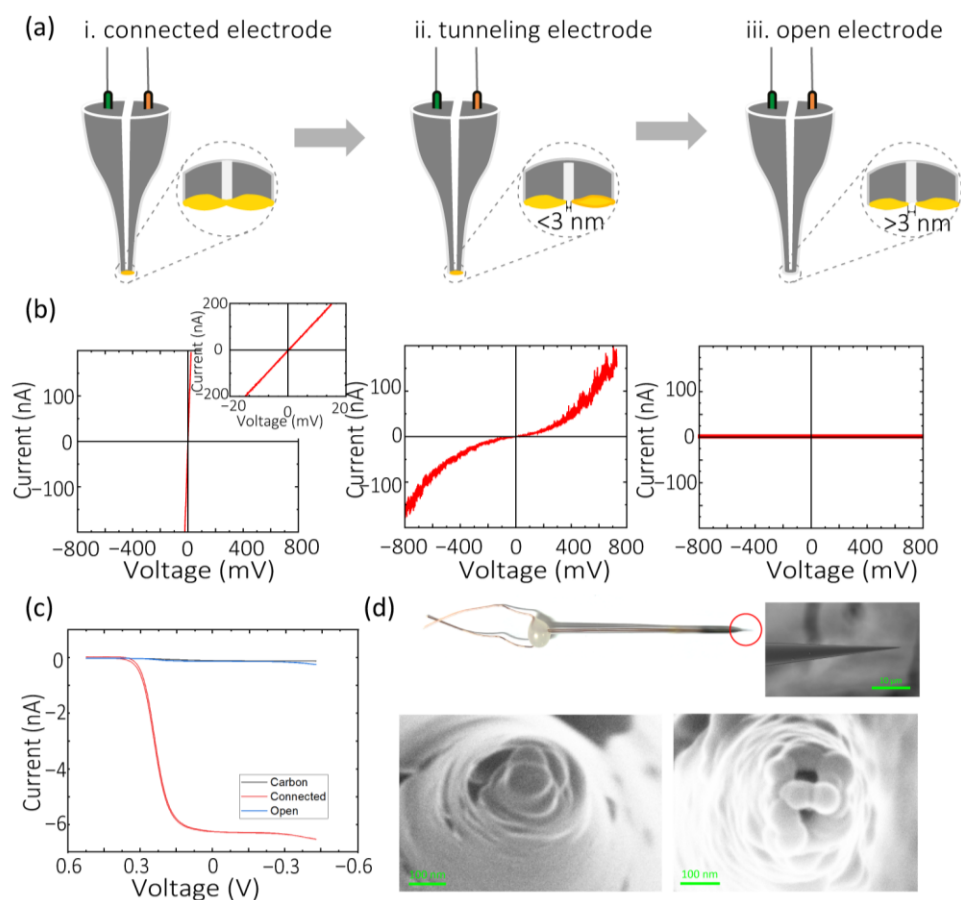 (a)
i. connected electrode
ii. tunneling electrode
iii. open electrode
<3 nm
>3 nm
(b)
Current (nA)
100
0
−100
−800 −400 0 400 800
Voltage (mV)
Current (nA)
200
0
−200
−20 0 20
Voltage (mV)
Current (nA)
100
0
−100
−800 −400 0 400 800
Voltage (mV)
Current (nA)
100
0
−100
−800 −400 0 400 800
Voltage (mV)
(c)
Current (nA)
0
−2
−4
−6
Carbon
Connected
Open
0.6 0.3 0 −0.3 −0.6
Voltage (V)
(d)
10 µm
100 nm
100 nm